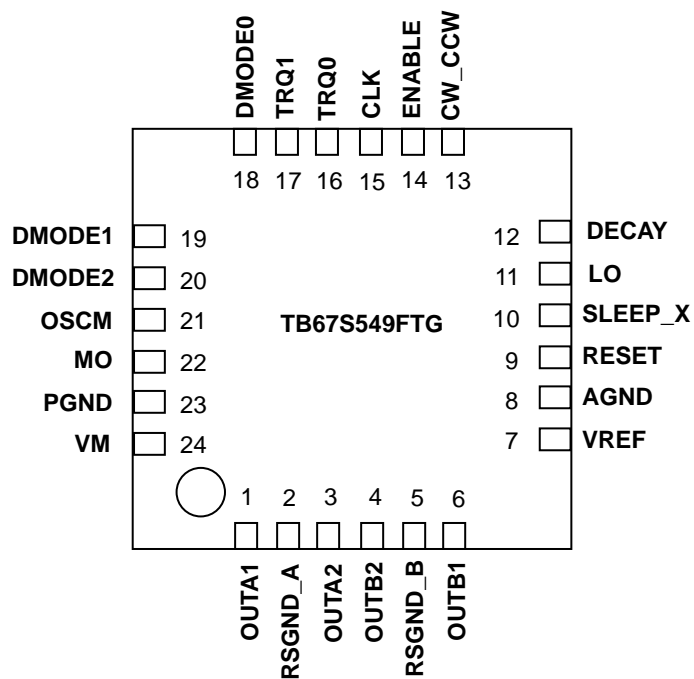 DMODE0
TRQ1
TRQ0
CLK
ENABLE
CW_CCW
18
17
16
15
14
13
DMODE1 19
12 DECAY
DMODE2 20
11 LO
OSCM 21
TB67S549FTG
10 SLEEP_X
MO 22
9 RESET
PGND 23
8 AGND
VM 24
7 VREF
1
2
3
4
5
6
OUTA1
RSGND_A
OUTA2
OUTB2
RSGND_B
OUTB1